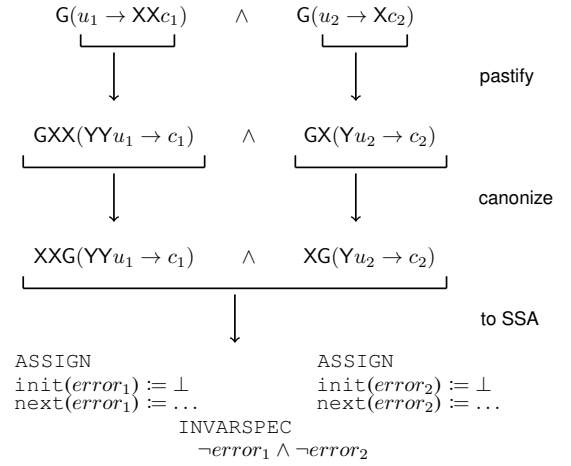 G(u₁ → XXc₁) ∧ G(u₂ → Xc₂)
pastify
GXX(YYu₁ → c₁) ∧ GX(Yu₂ → c₂)
canonize
XXG(YYu₁ → c₁) ∧ XG(Yu₂ → c₂)
to SSA
ASSIGN ASSIGN
init(error₁) := ⊥ init(error₂) := ⊥
next(error₁) := ... next(error₂) := ...
INVARSPEC
¬error₁ ∧ ¬error₂